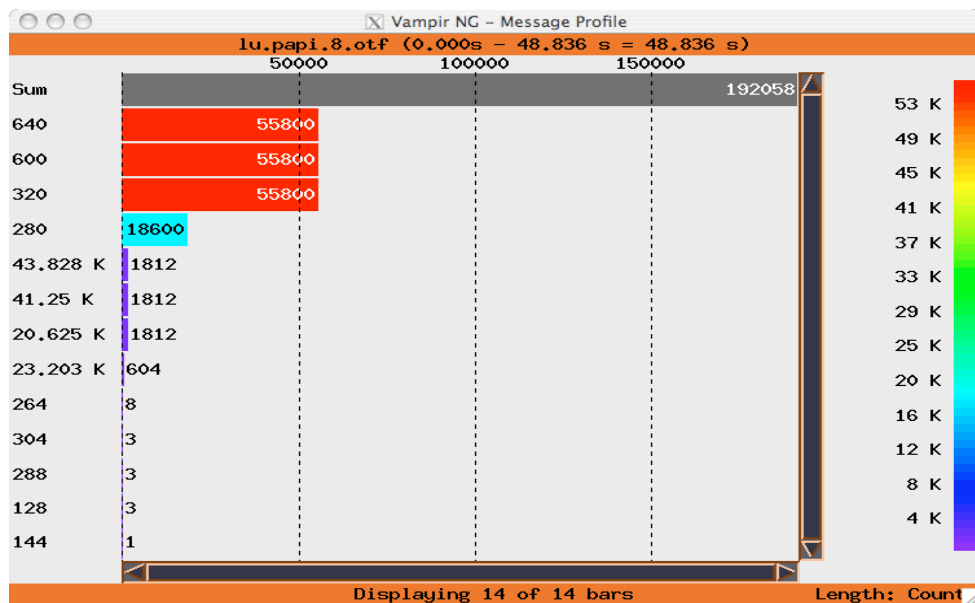 Vampir NG – Message Profile
lu.papi.8.otf (0.000s – 48.836 s = 48.836 s)
50000 100000 150000
Sum 192058
640 55800
600 55800
320 55800
280 18600
43.828 K 1812
41.25 K 1812
20.625 K 1812
23.203 K 604
264 8
304 3
288 3
128 3
144 1
53 K
49 K
45 K
41 K
37 K
33 K
29 K
25 K
20 K
16 K
12 K
8 K
4 K
Displaying 14 of 14 bars Length: Count